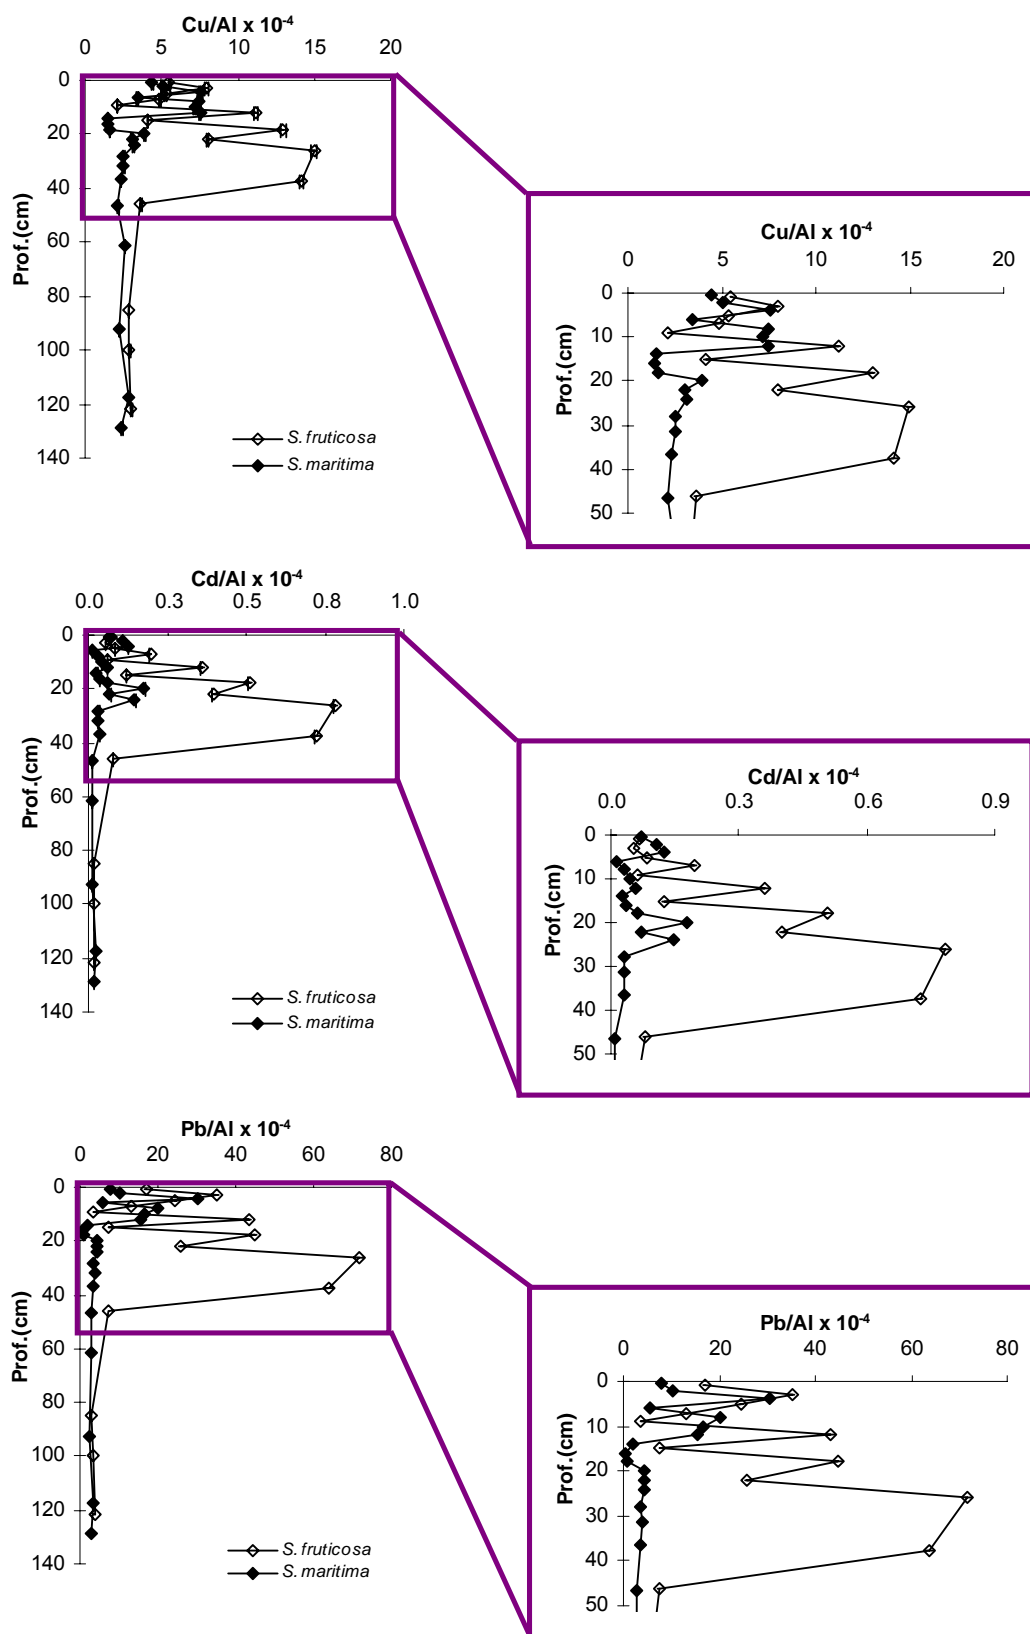 Cu/Al x 10-4
0 5 10 15 20
0
20
40
60
80
100
120
140
Prof.(cm)
S. fruticosa
S. maritima
Cu/Al x 10-4
0 5 10 15 20
0
10
20
30
40
50
Prof.(cm)
Cd/Al x 10-4
0.0 0.3 0.5 0.8 1.0
0
20
40
60
80
100
120
140
Prof.(cm)
S. fruticosa
S. maritima
Cd/Al x 10-4
0.0 0.3 0.6 0.9
0
10
20
30
40
50
Prof.(cm)
Pb/Al x 10-4
0 20 40 60 80
0
20
40
60
80
100
120
140
Prof.(cm)
S. fruticosa
S. maritima
Pb/Al x 10-4
0 20 40 60 80
0
10
20
30
40
50
Prof.(cm)